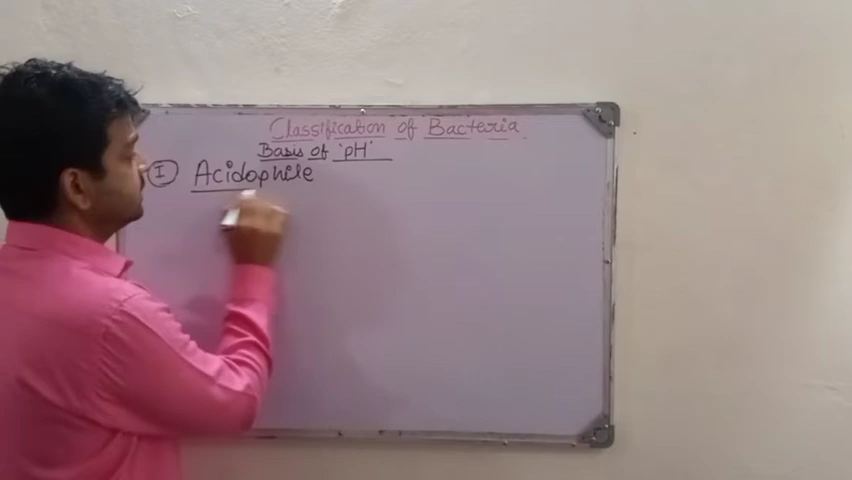 Classification of Bacteria
Basis of 'pH'
I Acidophile